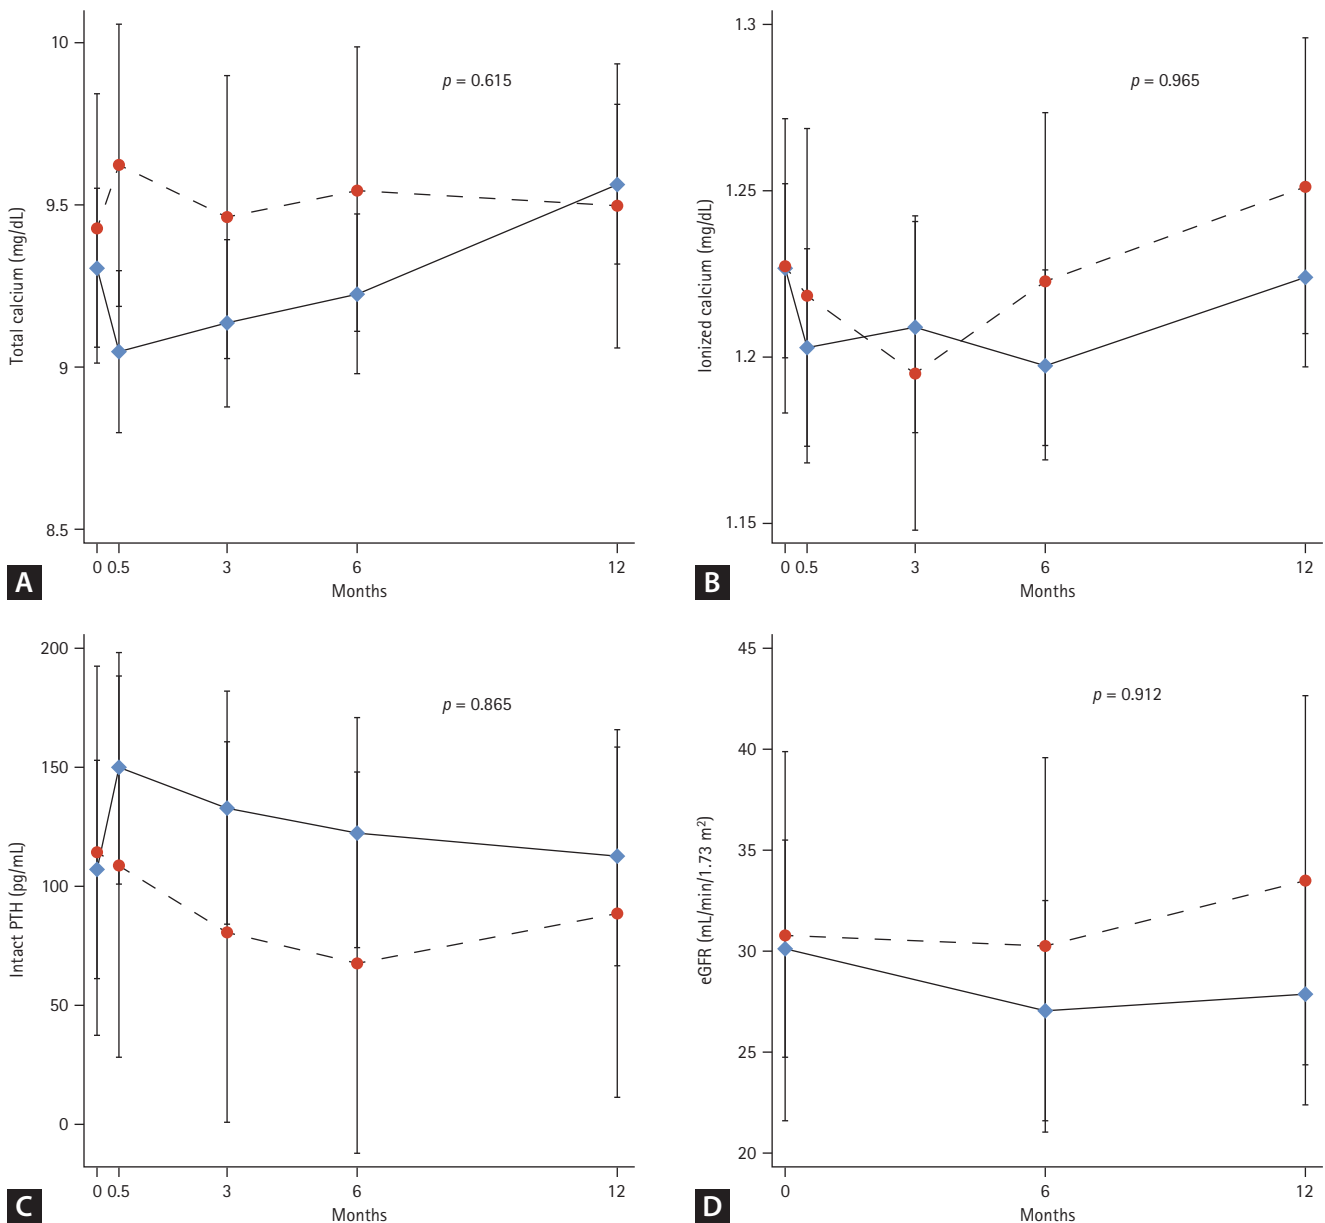 10
9.5
9
8.5
Total calcium (mg/dL)
p = 0.615
0 0.5 3 6 12
Months
A
1.3
1.25
1.2
1.15
Ionized calcium (mg/dL)
p = 0.965
0 0.5 3 6 12
Months
B
200
150
100
50
0
Intact PTH (pg/mL)
p = 0.865
0 0.5 3 6 12
Months
C
45
40
35
30
25
20
eGFR (mL/min/1.73 m²)
p = 0.912
0 6 12
Months
D